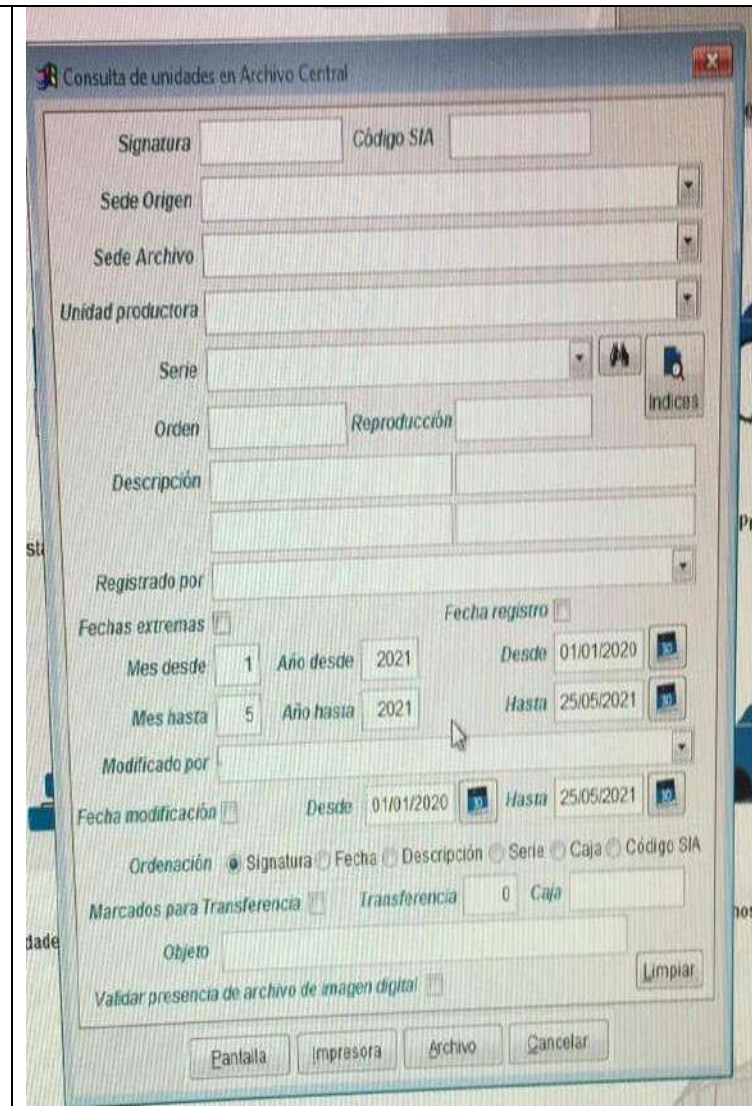 Consulta de unidades en Archivo Central
Signatura Código SIA
Sede Origen
Sede Archivo
Unidad productora
Serie
Indices
Orden Reproducción
Descripción
Registrado por
Fechas extremas Fecha registro
Mes desde 1 Año desde 2021 Desde 01/01/2020
Mes hasta 5 Año hasta 2021 Hasta 25/05/2021
Modificado por
Fecha modificación Desde 01/01/2020 Hasta 25/05/2021
Ordenación Signatura Fecha Descripción Serie Caja Código SIA
Marcados para Transferencia Transferencia 0 Caja
Objeto
Validar presencia de archivo de imagen digital Limpiar
Pantalla Impresora Archivo Cancelar